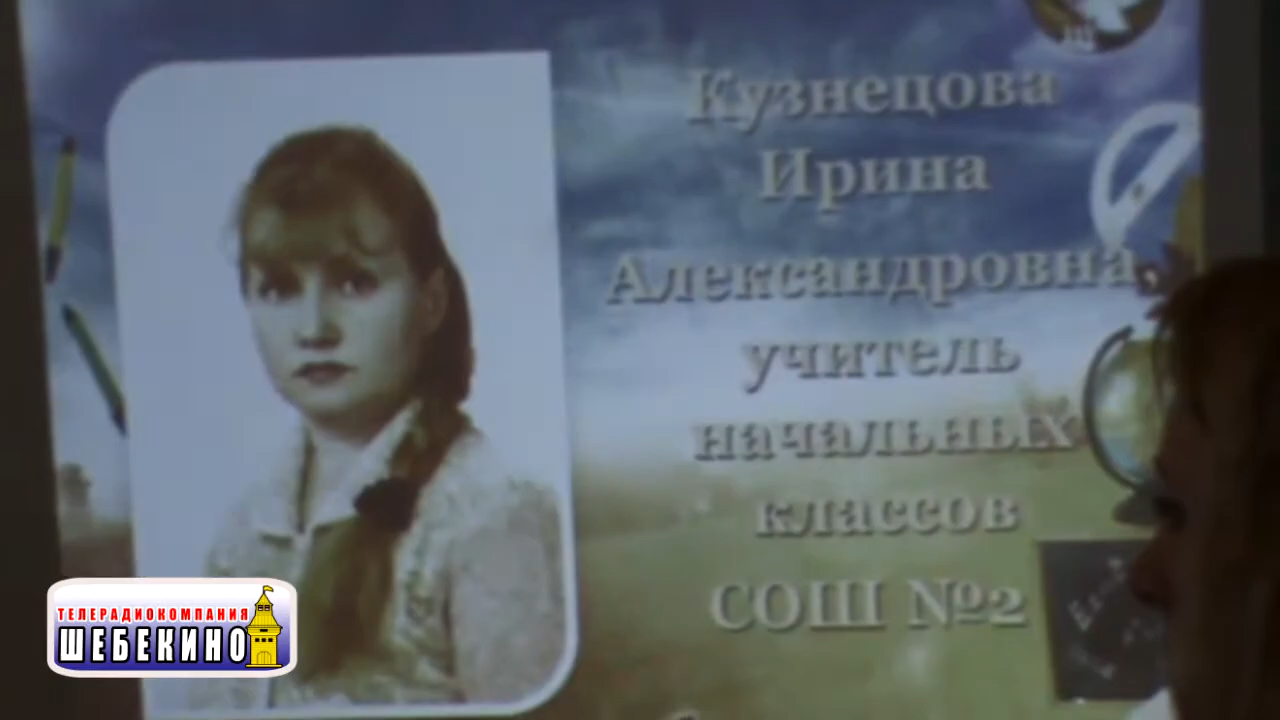 Кузнецова
Ирина
Александровна,
учитель
начальных
классов
СОШ №2
ТЕЛЕРАДИОКОМПАНИЯ
ШЕБЕКИНО